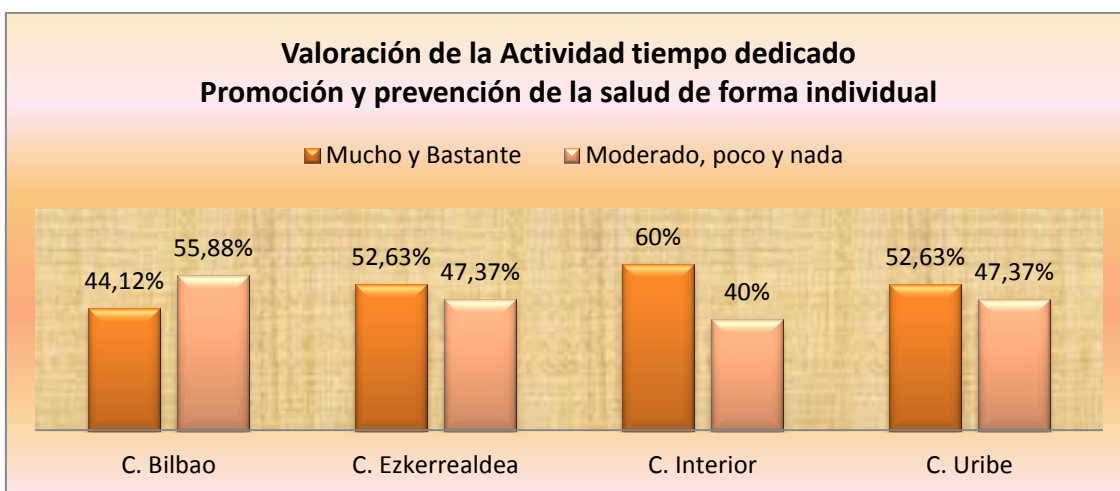 Valoración de la Actividad tiempo dedicado
Promoción y prevención de la salud de forma individual
Mucho y Bastante Moderado, poco y nada
44,12% 55,88% 52,63% 47,37% 60% 40% 52,63% 47,37%
C. Bilbao C. Ezkerrealdea C. Interior C. Uribe